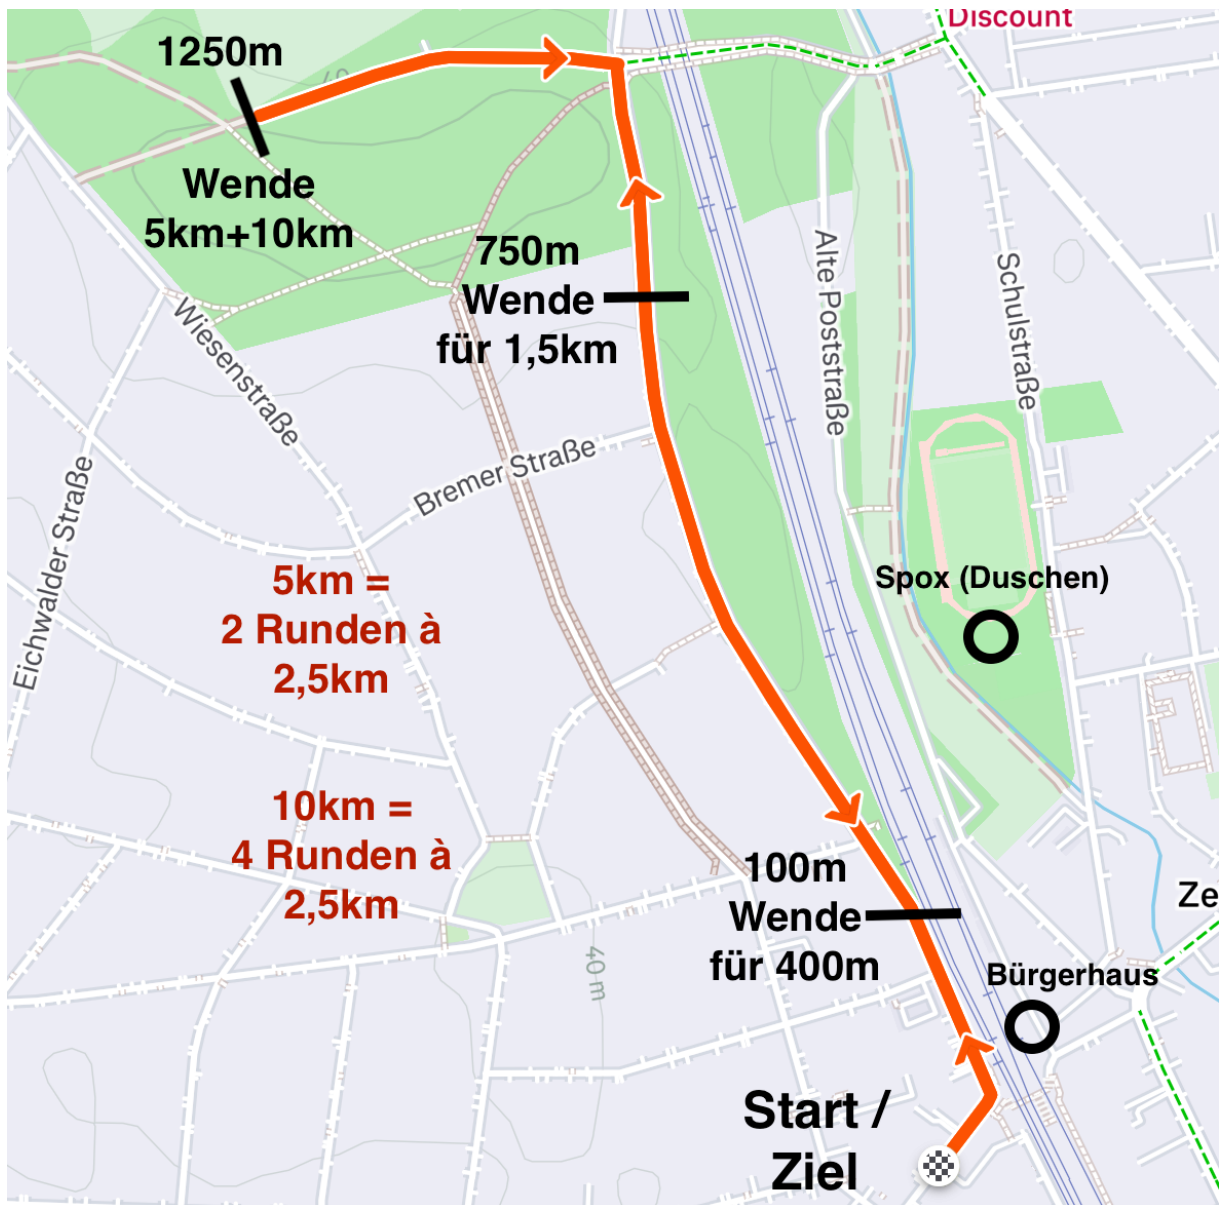 Discount
1250m
Wende
5km+10km
70
750m
Wende
für 1,5km
Alte Poststraße
Schulstraße
Wiesenstraße
Bremer Straße
Eichwalder Straße
5km =
2 Runden à
2,5km
Spox (Duschen)
10km =
4 Runden à
2,5km
100m
Wende
für 400m
Ze
40 m
Bürgerhaus
Start /
Ziel